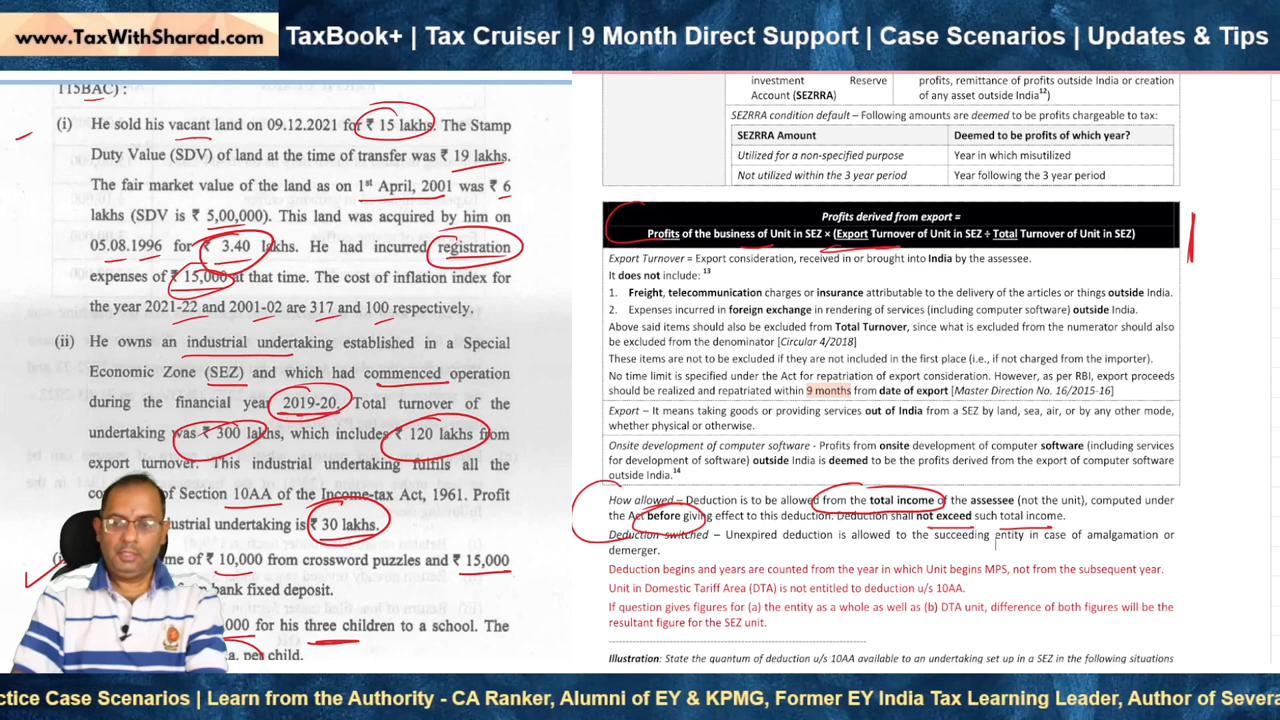 www.TaxWithSharad.com
TaxBook+ | Tax Cruiser | 9 Month Direct Support | Case Scenarios | Updates & Tips
115BAC) :
(i) He sold his vacant land on 09.12.2021 for ₹ 15 lakhs. The Stamp
Duty Value (SDV) of land at the time of transfer was ₹ 19 lakhs.
The fair market value of the land as on 1st April, 2001 was ₹ 6
lakhs (SDV is ₹ 5,00,000). This land was acquired by him on
05.08.1996 for ₹ 3.40 lakhs. He had incurred registration
expenses of ₹ 15,000 at that time. The cost of inflation index for
the year 2021-22 and 2001-02 are 317 and 100 respectively.
(ii) He owns an industrial undertaking established in a Special
Economic Zone (SEZ) and which had commenced operation
during the financial year 2019-20. Total turnover of the
undertaking was ₹ 300 lakhs, which includes ₹ 120 lakhs from
export turnover. This industrial undertaking fulfils all the
of Section 10AA of the Income-tax Act, 1961. Profit
industrial undertaking is ₹ 30 lakhs.
of ₹ 10,000 from crossword puzzles and ₹ 15,000
bank fixed deposit.
for his three children to a school. The
per child.
investment Reserve
Account (SEZRRA)
profits, remittance of profits outside India or creation
of any asset outside India12)
SEZRRA condition default – Following amounts are deemed to be profits chargeable to tax:
SEZRRA Amount Deemed to be profits of which year?
Utilized for a non-specified purpose Year in which misutilized
Not utilized within the 3 year period Year following the 3 year period
Profits derived from export =
Profits of the business of Unit in SEZ × (Export Turnover of Unit in SEZ ÷ Total Turnover of Unit in SEZ)
Export Turnover = Export consideration, received in or brought into India by the assessee.
It does not include: 13
1. Freight, telecommunication charges or insurance attributable to the delivery of the articles or things outside India.
2. Expenses incurred in foreign exchange in rendering of services (including computer software) outside India.
Above said items should also be excluded from Total Turnover, since what is excluded from the numerator should also
be excluded from the denominator [Circular 4/2018]
These items are not to be excluded if they are not included in the first place (i.e., if not charged from the importer).
No time limit is specified under the Act for repatriation of export consideration. However, as per RBI, export proceeds
should be realized and repatriated within 9 months from date of export [Master Direction No. 16/2015-16]
Export – It means taking goods or providing services out of India from a SEZ by land, sea, air, or by any other mode,
whether physical or otherwise.
Onsite development of computer software - Profits from onsite development of computer software (including services
for development of software) outside India is deemed to be the profits derived from the export of computer software
outside India.14
How allowed – Deduction is to be allowed from the total income of the assessee (not the unit), computed under
the Act before giving effect to this deduction. Deduction shall not exceed such total income.
Deduction switched – Unexpired deduction is allowed to the succeeding entity in case of amalgamation or
demerger.
Deduction begins and years are counted from the year in which Unit begins MPS, not from the subsequent year.
Unit in Domestic Tariff Area (DTA) is not entitled to deduction u/s 10AA.
If question gives figures for (a) the entity as a whole as well as (b) DTA unit, difference of both figures will be the
resultant figure for the SEZ unit.
Illustration: State the quantum of deduction u/s 10AA available to an undertaking set up in a SEZ in the following situations
ctice Case Scenarios | Learn from the Authority - CA Ranker, Alumni of EY & KPMG, Former EY India Tax Learning Leader, Author of Severa